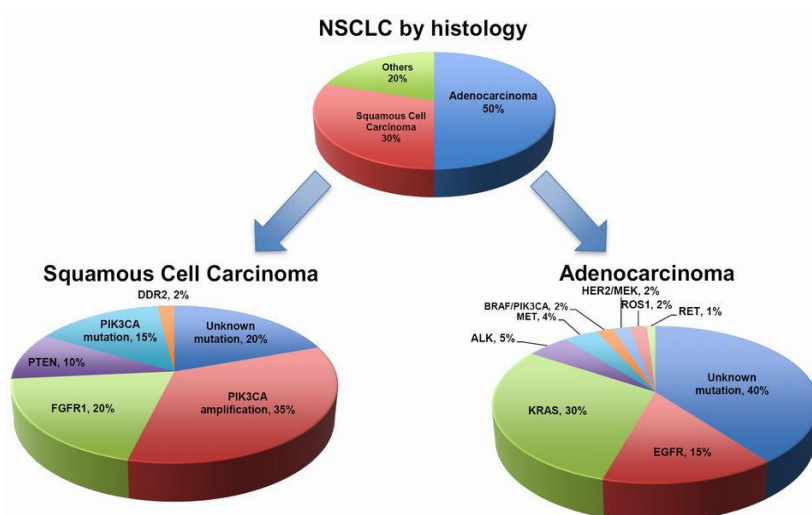 NSCLC by histology
Others
20%
Adenocarcinoma
50%
Squamous Cell
Carcinoma
30%
Squamous Cell Carcinoma
DDR2, 2%
PIK3CA
mutation, 15%
Unknown
mutation, 20%
PTEN, 10%
FGFR1, 20%
PIK3CA
amplification, 35%
Adenocarcinoma
HER2/MEK, 2%
BRAF/PIK3CA, 2%
ROS1, 2%
MET, 4%
RET, 1%
ALK, 5%
Unknown
mutation, 40%
KRAS, 30%
EGFR, 15%